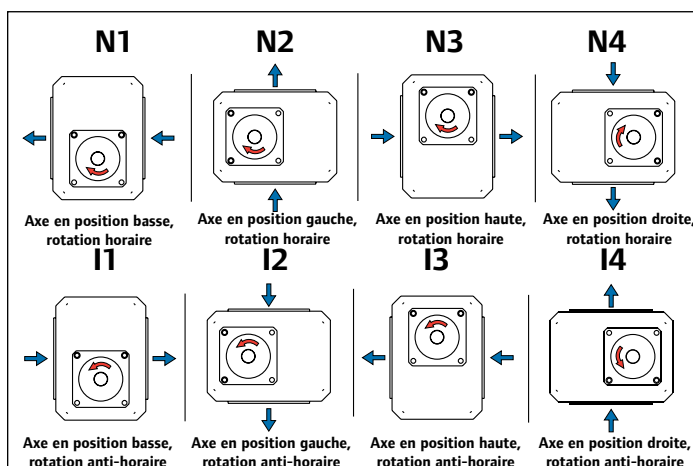 N1 N2 N3 N4
Axe en position basse, Axe en position gauche, Axe en position haute, Axe en position droite,
rotation horaire rotation horaire rotation horaire rotation horaire
I1 I2 I3 I4
Axe en position basse, Axe en position gauche, Axe en position haute, Axe en position droite,
rotation anti-horaire rotation anti-horaire rotation anti-horaire rotation anti-horaire